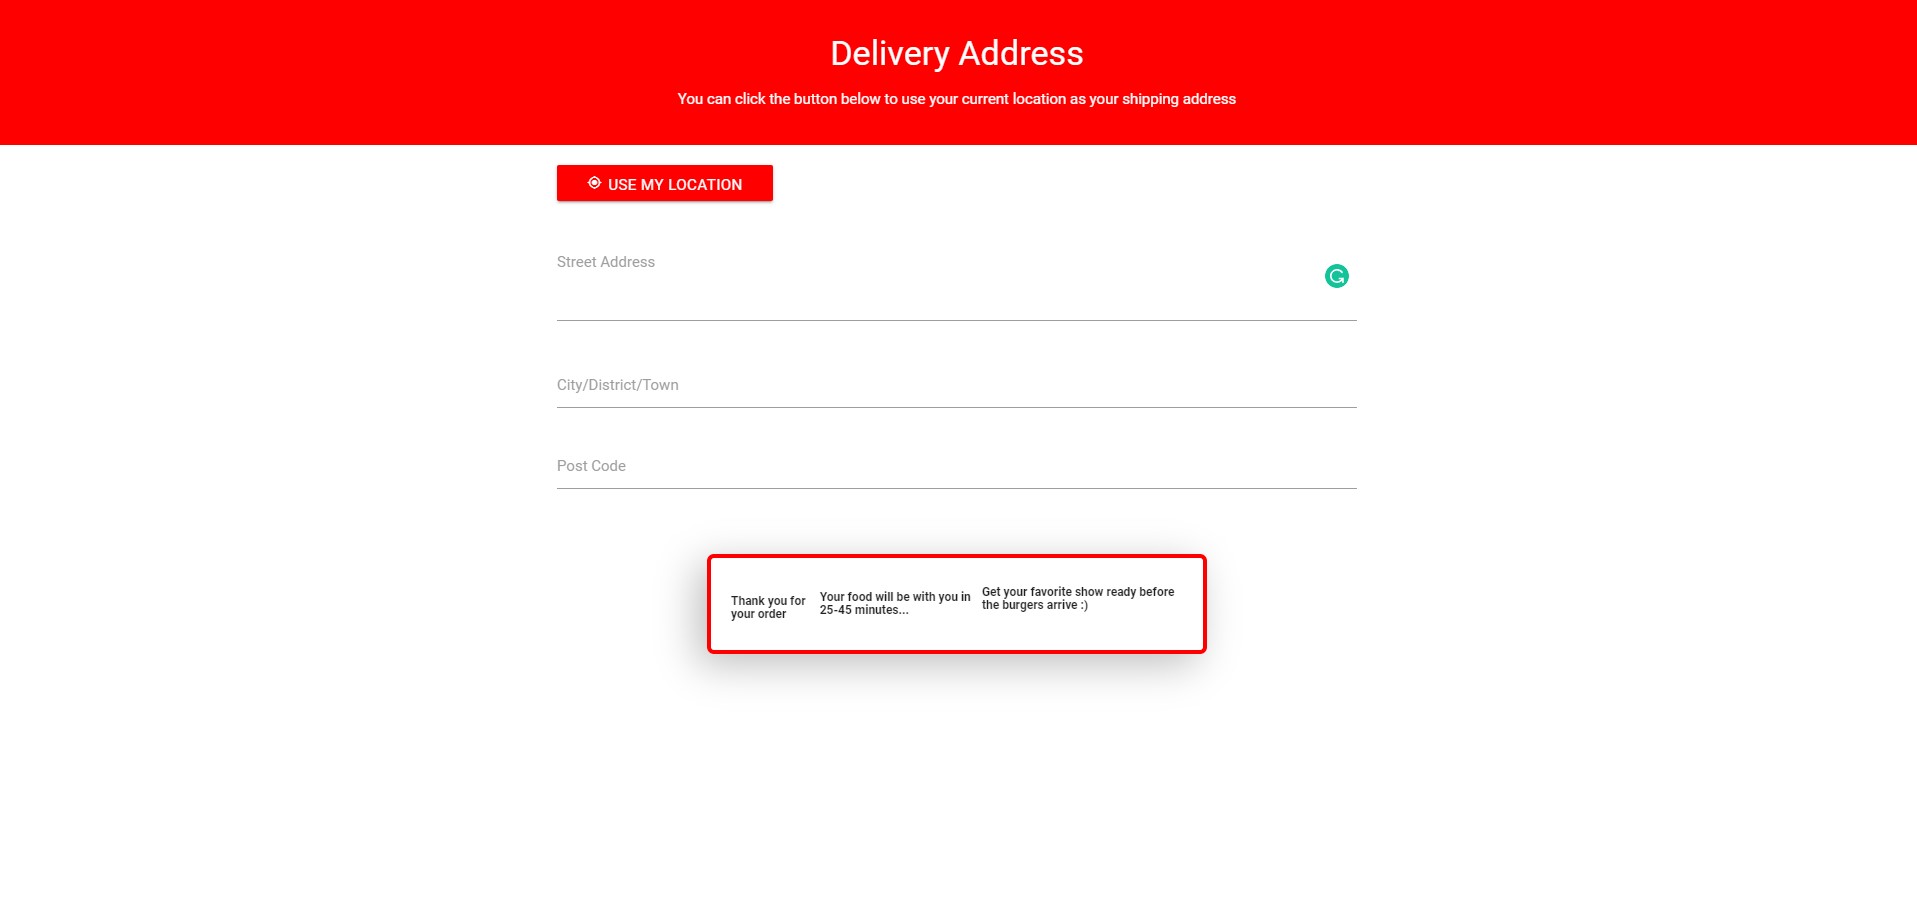 Delivery Address
You can click the button below to use your current location as your shipping address
USE MY LOCATION
Street Address
City/District/Town
Post Code
Thank you for
your order
Your food will be with you in
25-45 minutes...
Get your favorite show ready before
the burgers arrive :)